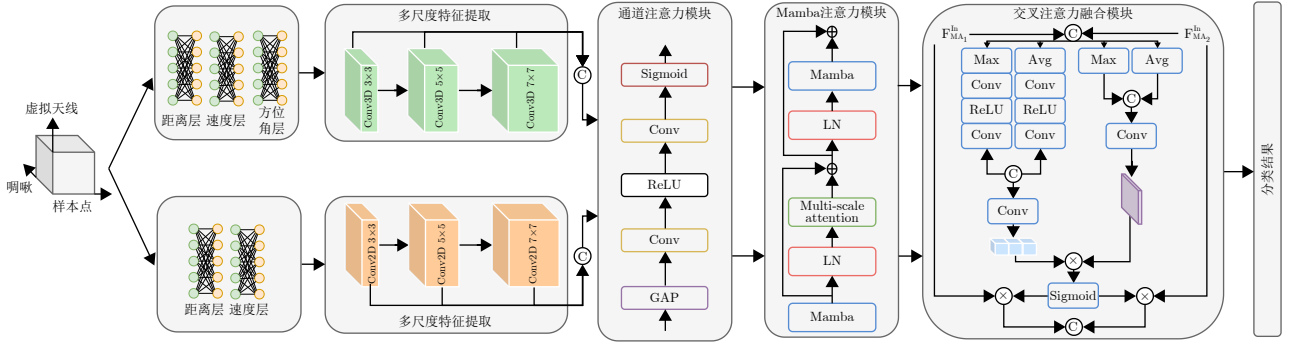 虚拟天线
啁啾
样本点
距离层
速度层
方位
角层
距离层
速度层
多尺度特征提取
Conv3D 3×3
Conv3D 5×5
Conv3D 7×7
C
Conv2D 3×3
Conv2D 5×5
Conv2D 7×7
C
多尺度特征提取
通道注意力模块
Sigmoid
Conv
ReLU
Conv
GAP
Mamba注意力模块
Mamba
LN
Multi-scale
attention
LN
Mamba
交叉注意力融合模块
F_{MA_1}^{In}
C
F_{MA_2}^{In}
Max
Avg
Max
Avg
Conv
Conv
ReLU
ReLU
Conv
Conv
C
Conv
C
Conv
Sigmoid
C
分类结果